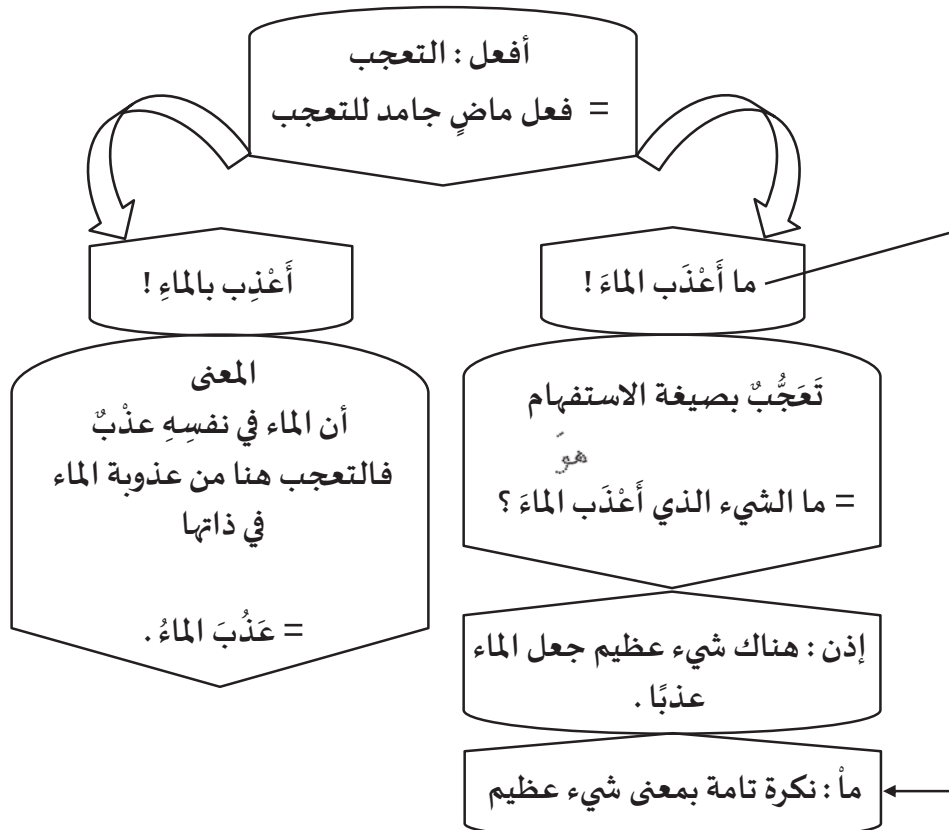 أفعل : التعجب
= فعل ماضٍ جامد للتعجب
ما أَعْذَب الماءَ !
تَعَجُّبٌ بصيغة الاستفهام
هوَ
= ما الشيء الذي أَعْذَب الماءَ ؟
إذن : هناك شيء عظيم جعل الماء
عذبًا .
ماْ : نكرة تامة بمعنى شيء عظيم
أَعْذِب بالماءِ !
المعنى
أن الماء في نفسِهِ عذْبٌ
فالتعجب هنا من عذوبة الماء
في ذاتها
= عَذُبَ الماءُ .